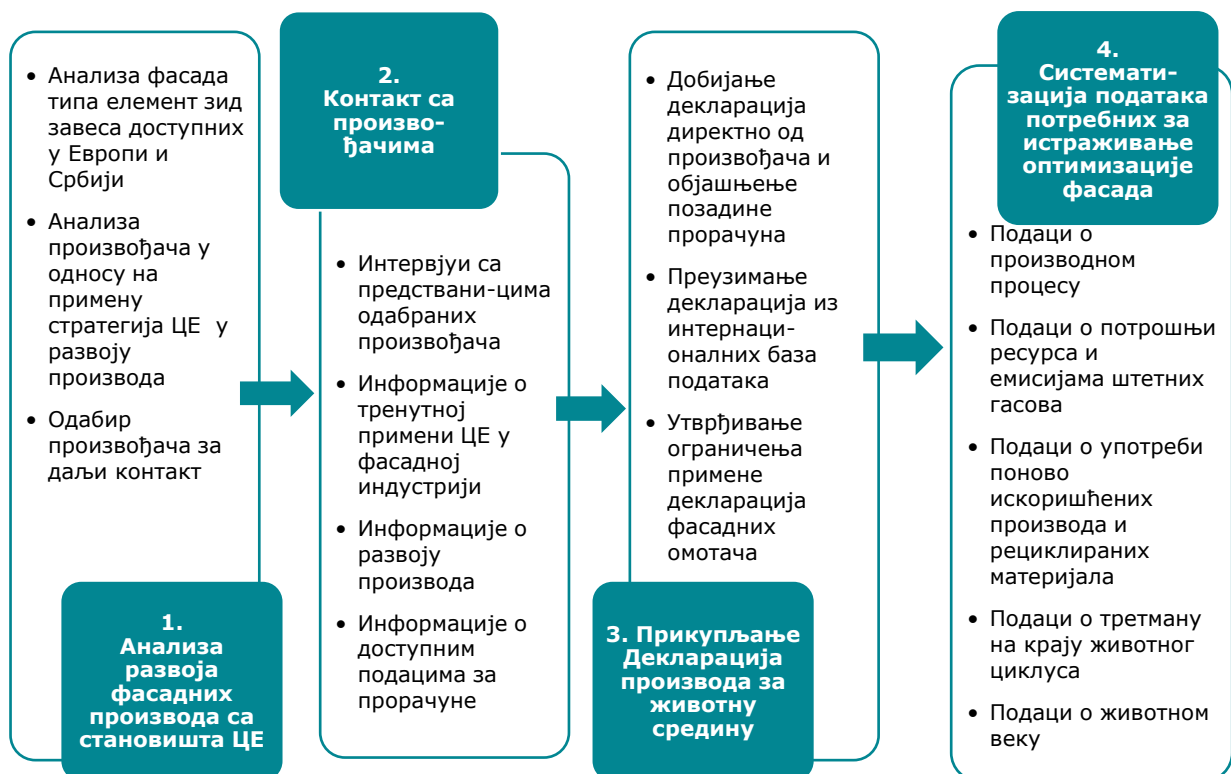 • Анализа фасада
типа елемент зид
завеса доступних
у Европи и
Србији
• Анализа
произвођача у
односу на
примену
стратегија ЦЕ у
развоју
производа
• Одабир
произвођача за
даљи контакт
1.
Анализа
развоја
фасадних
производа са
становишта ЦЕ
2.
Контакт са
произво-
ђачима
• Интервјуи са
предствани-цима
одабраних
произвођача
• Информације о
тренутној
примени ЦЕ у
фасадној
индустрији
• Информације о
развоју
производа
• Информације о
доступним
подацима за
прорачуне
• Добијање
декларација
директно од
произвођача и
објашњење
позадине
прорачуна
• Преузимање
декларација из
интернаци-
оналних база
података
• Утврђивање
ограничења
примене
декларација
фасадних
омотача
3. Прикупљање
Декларација
производа за
животну
средину
4.
Системати-
зација података
потребних за
истраживање
оптимизације
фасада
• Подаци о
производном
процесу
• Подаци о потрошњи
ресурса и
емисијама штетних
гасова
• Подаци о употреби
поново
искоришћених
производа и
рециклираних
материјала
• Подаци о третману
на крају животног
циклуса
• Подаци о животном
веку